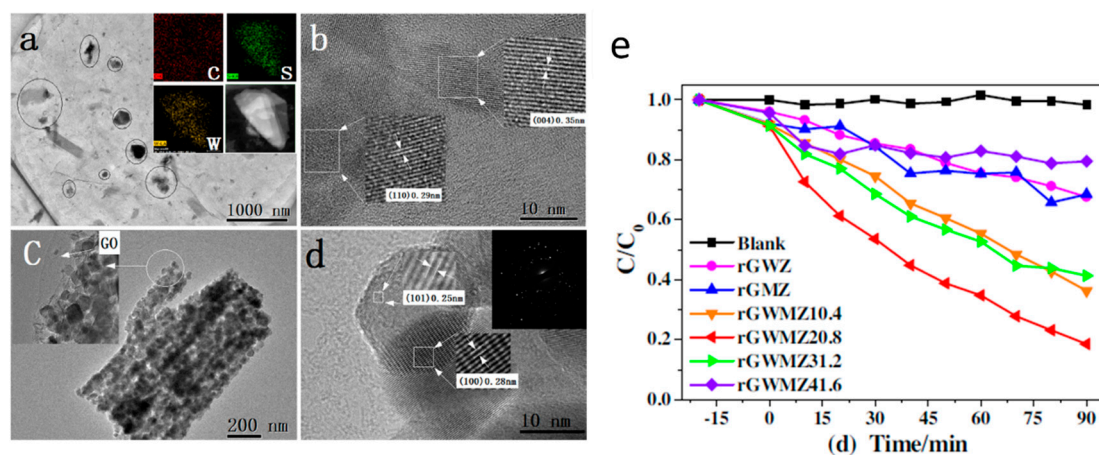 a
C
S
W
1000 nm
b
(004)0.35nm
(110)0.29nm
10 nm
C
GO
200 nm
d
(101)0.25nm
(100)0.28nm
10 nm
e
C/C0
1.0
0.8
0.6
0.4
0.2
0.0
Blank
rGWZ
rGMZ
rGWMZ10.4
rGWMZ20.8
rGWMZ31.2
rGWMZ41.6
-15 0 15 30 45 60 75 90
(d) Time/min